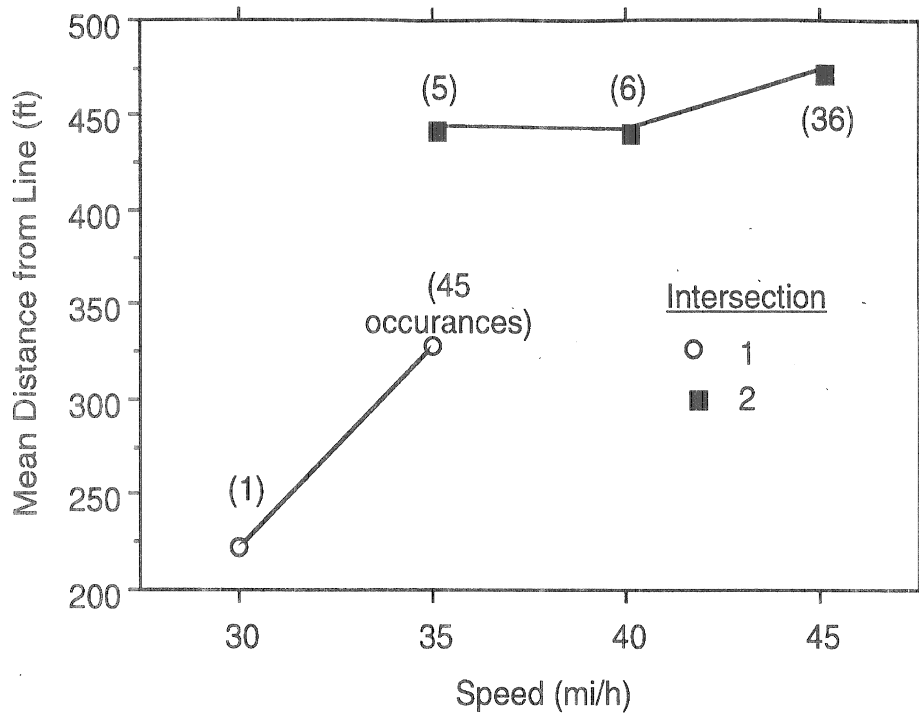 500
450
400
350
300
250
200
Mean Distance from Line (ft)
(5)
(6)
(36)
(45
occurances)
(1)
Intersection
1
2
30 35 40 45
Speed (mi/h)